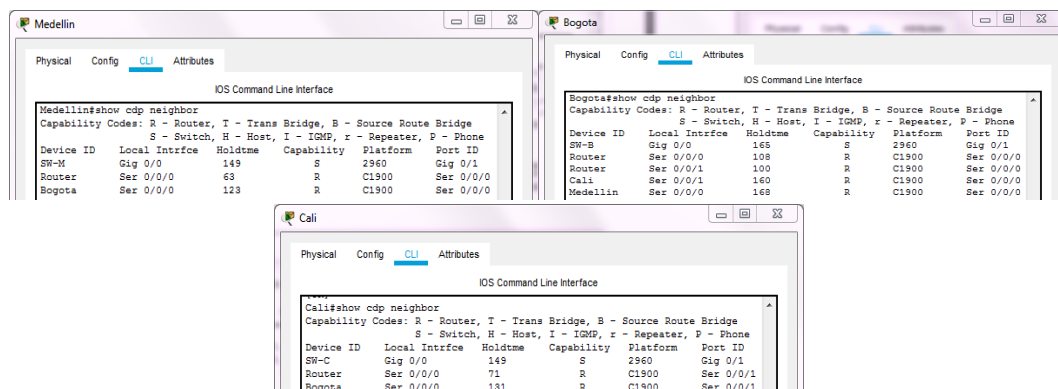 Medellin
Physical Config CLI Attributes
IOS Command Line Interface
Medellin#show cdp neighbor
Capability Codes: R - Router, T - Trans Bridge, B - Source Route Bridge
S - Switch, H - Host, I - IGMP, r - Repeater, P - Phone
Device ID Local Intrfce Holdtme Capability Platform Port ID
SW-M Gig 0/0 149 S 2960 Gig 0/1
Router Ser 0/0/0 63 R C1900 Ser 0/0/0
Bogota Ser 0/0/0 123 R C1900 Ser 0/0/0
Bogota
Physical Config CLI Attributes
IOS Command Line Interface
Bogota#show cdp neighbor
Capability Codes: R - Router, T - Trans Bridge, B - Source Route Bridge
S - Switch, H - Host, I - IGMP, r - Repeater, P - Phone
Device ID Local Intrfce Holdtme Capability Platform Port ID
SW-B Gig 0/0 165 S 2960 Gig 0/1
Router Ser 0/0/0 108 R C1900 Ser 0/0/0
Router Ser 0/0/1 100 R C1900 Ser 0/0/0
Cali Ser 0/0/1 160 R C1900 Ser 0/0/0
Medellin Ser 0/0/0 168 R C1900 Ser 0/0/0
Cali
Physical Config CLI Attributes
IOS Command Line Interface
Cali#show cdp neighbor
Capability Codes: R - Router, T - Trans Bridge, B - Source Route Bridge
S - Switch, H - Host, I - IGMP, r - Repeater, P - Phone
Device ID Local Intrfce Holdtme Capability Platform Port ID
SW-C Gig 0/0 149 S 2960 Gig 0/1
Router Ser 0/0/0 71 R C1900 Ser 0/0/1
Bogota Ser 0/0/0 131 R C1900 Ser 0/0/1